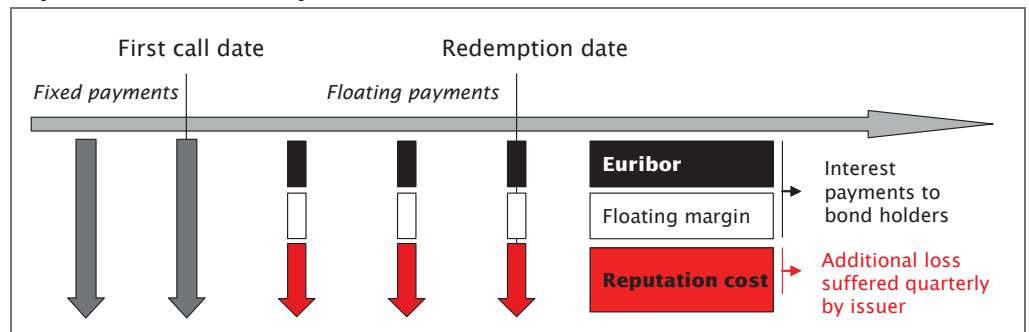 First call date
Redemption date
Fixed payments
Floating payments
Euribor
Floating margin
Interest
payments to
bond holders
Reputation cost
Additional loss
suffered quarterly
by issuer